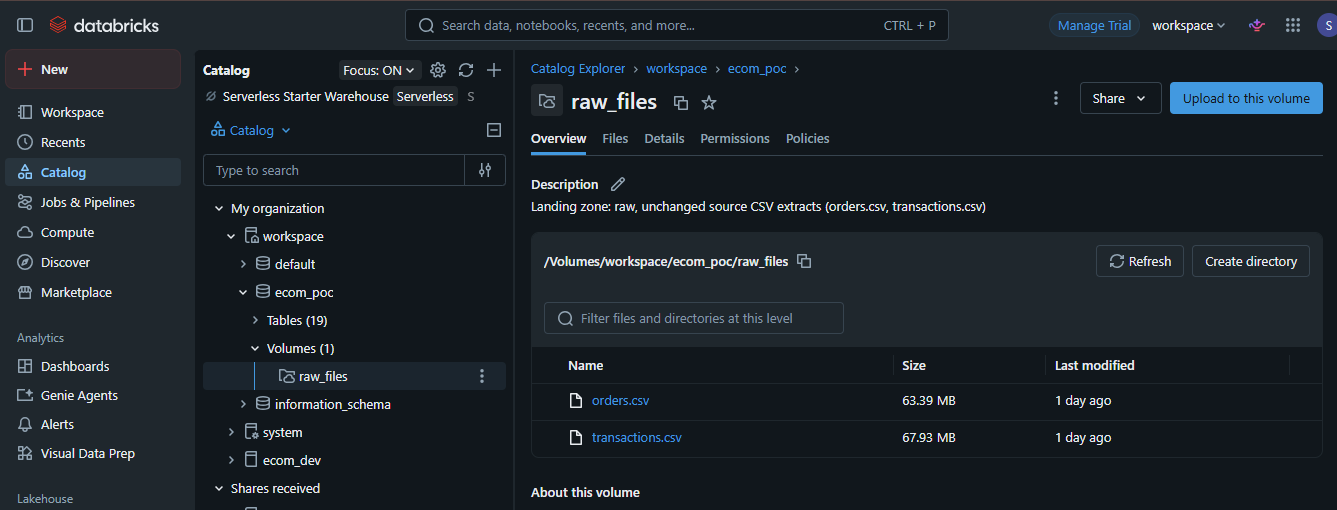 databricks
Search data, notebooks, recents, and more... CTRL + P
Manage Trial
workspace
S
New
Workspace
Recents
Catalog
Jobs & Pipelines
Compute
Discover
Marketplace
Analytics
Dashboards
Genie Agents
Alerts
Visual Data Prep
Lakehouse
Catalog
Focus: ON
Serverless Starter Warehouse Serverless S
Catalog
Type to search
My organization
workspace
default
ecom_poc
Tables (19)
Volumes (1)
raw_files
information_schema
system
ecom_dev
Shares received
Catalog Explorer > workspace > ecom_poc >
raw_files
Share
Upload to this volume
Overview Files Details Permissions Policies
Description
Landing zone: raw, unchanged source CSV extracts (orders.csv, transactions.csv)
/Volumes/workspace/ecom_poc/raw_files
Refresh
Create directory
Filter files and directories at this level
Name Size Last modified
orders.csv 63.39 MB 1 day ago
transactions.csv 67.93 MB 1 day ago
About this volume